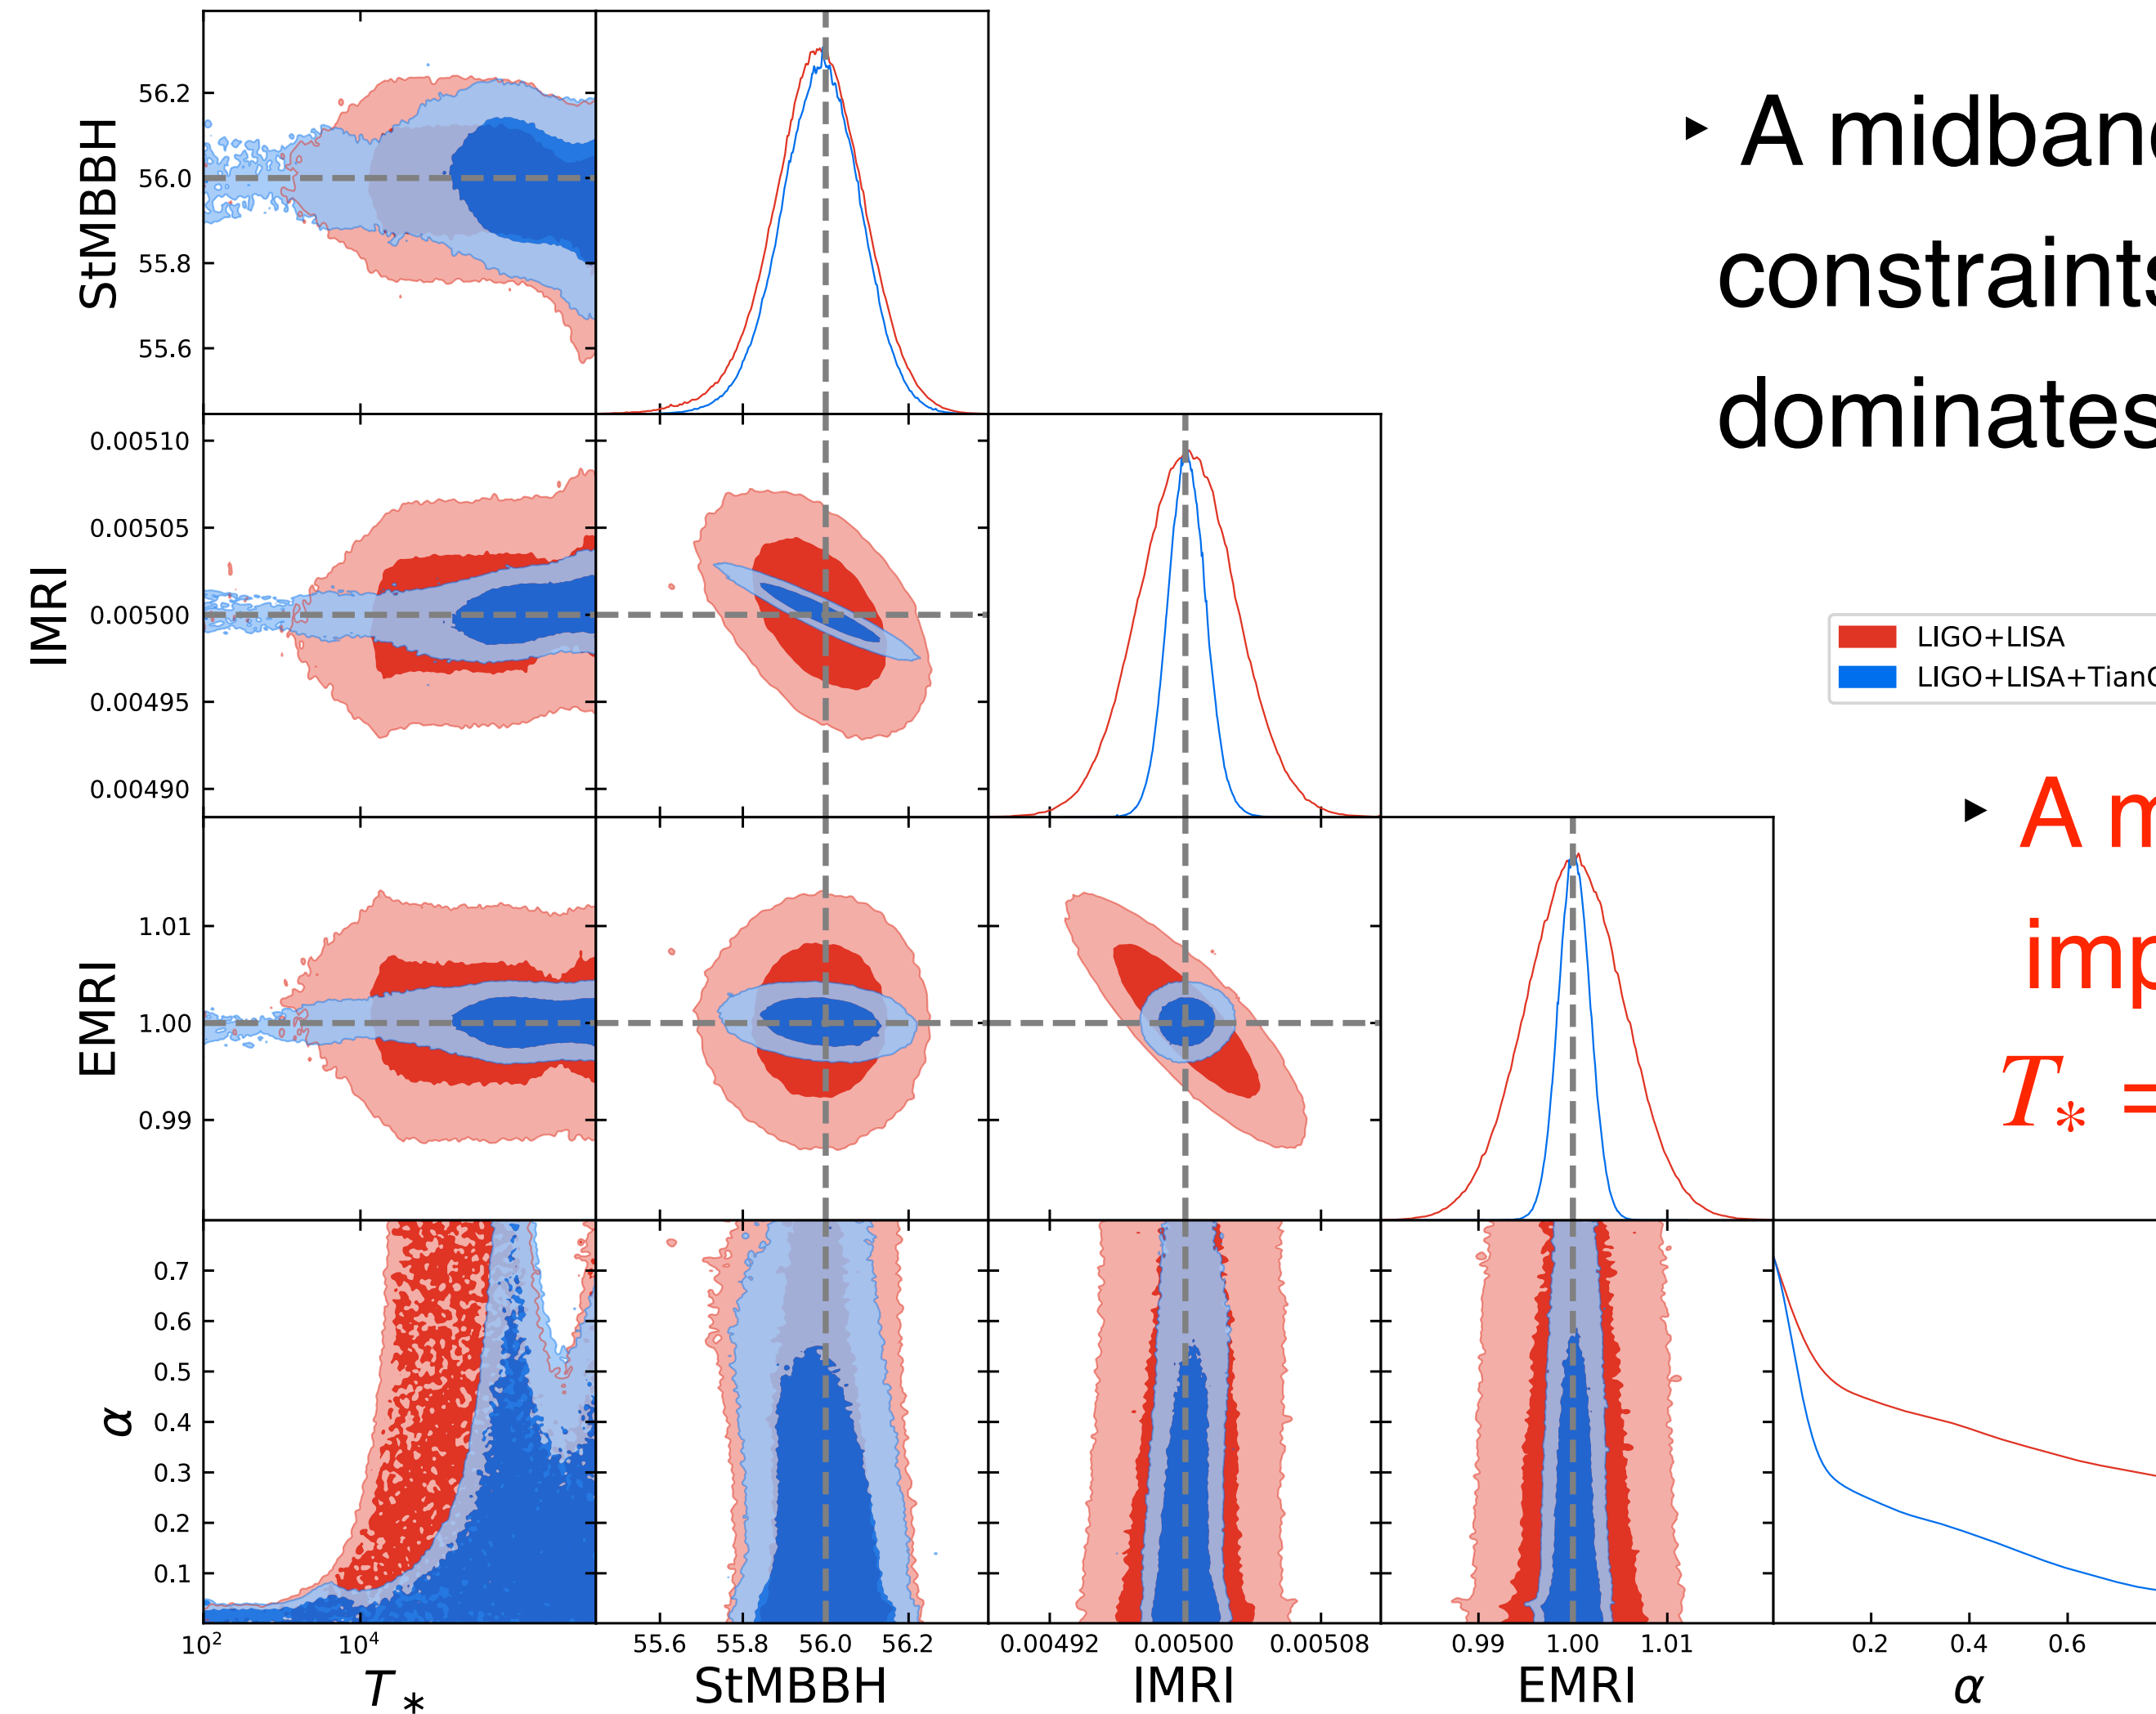 StMBBH
56.2
56.0
55.8
55.6
‣ A midband
constraints
dominates
IMRI
0.00510
0.00505
0.00500
0.00495
0.00490
LIGO+LISA
LIGO+LISA+Tian
EMRI
1.01
1.00
0.99
‣ A m
imp
T* =
α
0.7
0.6
0.5
0.4
0.3
0.2
0.1
10² 10⁴ 55.6 55.8 56.0 56.2 0.00492 0.00500 0.00508 0.99 1.00 1.01 0.2 0.4 0.6
T* StMBBH IMRI EMRI α